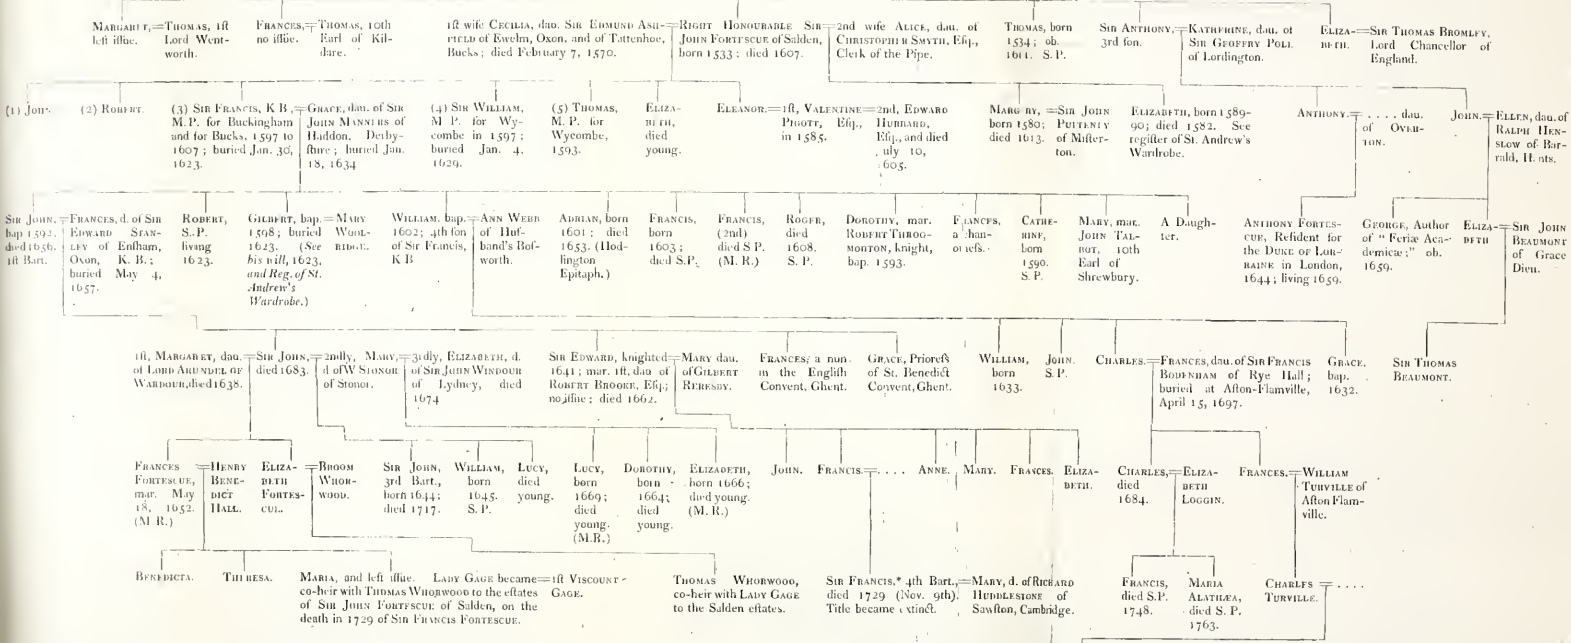 Margaret,=Thomas, 1ſt
left iſſue. Lord Went-
worth.
Frances,=Thomas, 10th
no iſſue. Earl of Kil-
dare.
1ſt wife Cecilia, dau. Sir Edmund Ash-
field of Ewelm, Oxon. and of Tattenhoe,
Bucks; died February 7, 1570.
=Right Honourable Sir=
John Fortescue of Salden,
born 1533; died 1607.
2nd wife Alice, dau. of
Christopher Smyth, Eſq.,
Clerk of the Pipe.
Thomas, born
1534; ob.
1611. S. P.
Sir Anthony,=Katherine, dau. of
3rd ſon. Sir Geoffry Pole
of Lordington.
Eliza-=Sir Thomas Bromley,
beth. Lord Chancellor of
England.
(1) John.
(2) Robert.
(3) Sir Francis, K B.,
M. P. for Buckingham
and for Bucks, 1597 to
1607; buried Jan. 30,
1623.
=Grace, dau. of Sir
John Manners of
Haddon, Derby-
ſhire; buried Jan.
18, 1634
(4) Sir William,
M P. for Wy-
combe in 1597;
buried Jan. 4,
1629.
(5) Thomas,
M. P. for
Wycombe,
1593.
Eliza-
beth,
died
young.
Eleanor.=1ſt, Valentine=2nd, Edward
Pigott, Eſq., Hubbard,
in 1585. Eſq., and died
July 10,
1605.
Margery, =Sir John
born 1580; Pulteney
died 1613. of Miſter-
ton.
Elizabeth, born 1589-
90; died 1582. See
regiſter of St. Andrew's
Wardrobe.
Anthony.=. . . . dau.
of Over-
ton.
John.=Ellen, dau. of
Ralph Hen-
slow of Bar-
rald, Hants.
Sir John.
bap 1592.
died 1656.
1ſt Bart.
=Frances, d. of Sir
Edward Stan-
ley of Enſham,
Oxon, K. B.;
buried May 4,
1657.
Robert,
S. P.
living
1623.
Gilbert, bap.=Mary
1598; buried Wool-
1623. (See ridge.
his will, 1623,
and Reg. of St.
Andrew's
Wardrobe.)
William. bap.=Ann Webb
1602; 4th ſon of Huſ-
of Sir Francis, band's Boſ-
K B worth.
Adrian, born
1601; died
1653. (Hod-
lington
Epitaph.)
Francis,
born
1603;
died S.P.
Francis,
(2nd)
died S P.
(M. R.)
Roger,
died
1608.
S. P.
Dorothy, mar.
Robert Throg-
monton, knight,
bap. 1593.
Frances,
a chan-
oneſs.
Cathe-
rine,
born
1590.
S. P.
Mary, mar.
John Tal-
bot, 10th
Earl of
Shrewbury.
A Daugh-
ter.
Anthony Fortes-
cue, Reſident for
the Duke of Lor-
raine in London,
1644; living 1659.
George, Author
of " Feriæ Aca-
demicæ;" ob.
1659.
Eliza-=Sir John
beth Beaumont
of Grace
Dieu.
1ſt, Margaret, dau.
of Lord Arundel of
Wardour, died 1638.
=Sir John,=
died 1683.
2ndly, Mary,
d of W Stonor
of Stonor.
=3rdly, Elizabeth, d.
of Sir John Windour
of Lydney, died
1674
Sir Edward, knighted
1641; mar. 1ſt, dau of
Robert Brooke, Eſq.;
no iſſue; died 1662.
=Mary dau.
of Gilbert
Reresby.
Frances, a nun
in the Engliſh
Convent, Ghent.
Grace, Prioreſs
of St. Benedict
Convent, Ghent.
William,
born
1633.
John.
S. P.
Charles.=Frances, dau. of Sir Francis
Bodenham of Rye Hall;
buried at Aſton-Flamville,
April 15, 1697.
Grace.
bap.
1632.
Sir Thomas
Beaumont.
Frances
Fortescue,
mar. May
18, 1652.
(M R.)
=Henry
Bene-
dict
Hall.
Eliza-
beth
Fortes-
cue.
=Broom
Whor-
wood.
Sir John,
3rd Bart.,
born 1644;
died 1717.
William,
born
1645.
S. P.
Lucy,
died
young.
Lucy,
born
1669;
died
young.
(M.R.)
Dorothy,
born
1664;
died
young.
Elizabeth,
born 1666;
died young.
(M. R.)
John.
Francis.=. . . .
Anne.
Mary.
Frances.
Eliza-
beth.
Charles,=Eliza-
died beth
1684. Loggin.
Frances.=William
Turville of
Aſton Flam-
ville.
Benedicta.
Theresa.
Maria, and left iſſue. Lady Gage became=1ſt Viscount
co-heir with Thomas Whorwood to the eſtates Gage.
of Sir John Fortescue of Salden, on the
death in 1729 of Sir Francis Fortescue.
Thomas Whorwood,
co-heir with Lady Gage
to the Salden eſtates.
Sir Francis,* 4th Bart.,=Mary, d. of Richard
died 1729 (Nov. 9th). Huddlestone of
Title became extinct. Sawſton, Cambridge.
Francis,
died S.P.
1748.
Maria
Alathæa,
died S. P.
1763.
Charles = . . . .
Turville.